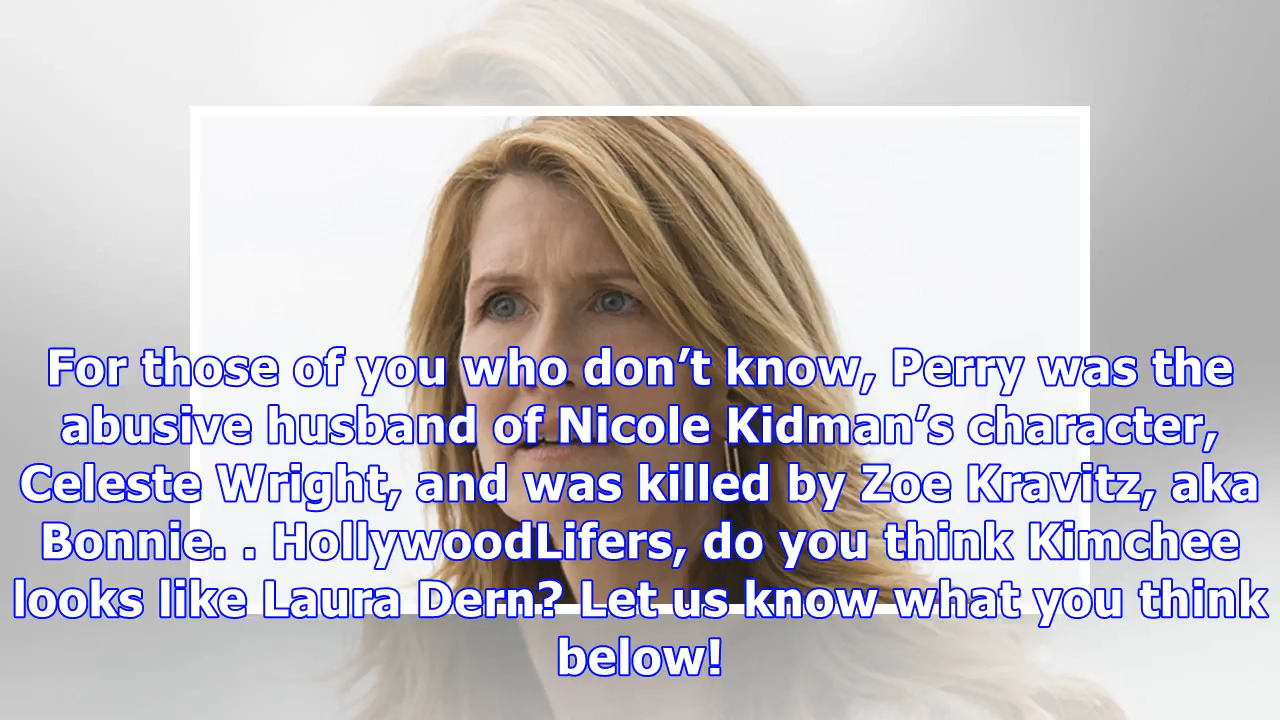 For those of you who don’t know, Perry was the
abusive husband of Nicole Kidman’s character,
Celeste Wright, and was killed by Zoe Kravitz, aka
Bonnie. . HollywoodLifers, do you think Kimchee
looks like Laura Dern? Let us know what you think
below!